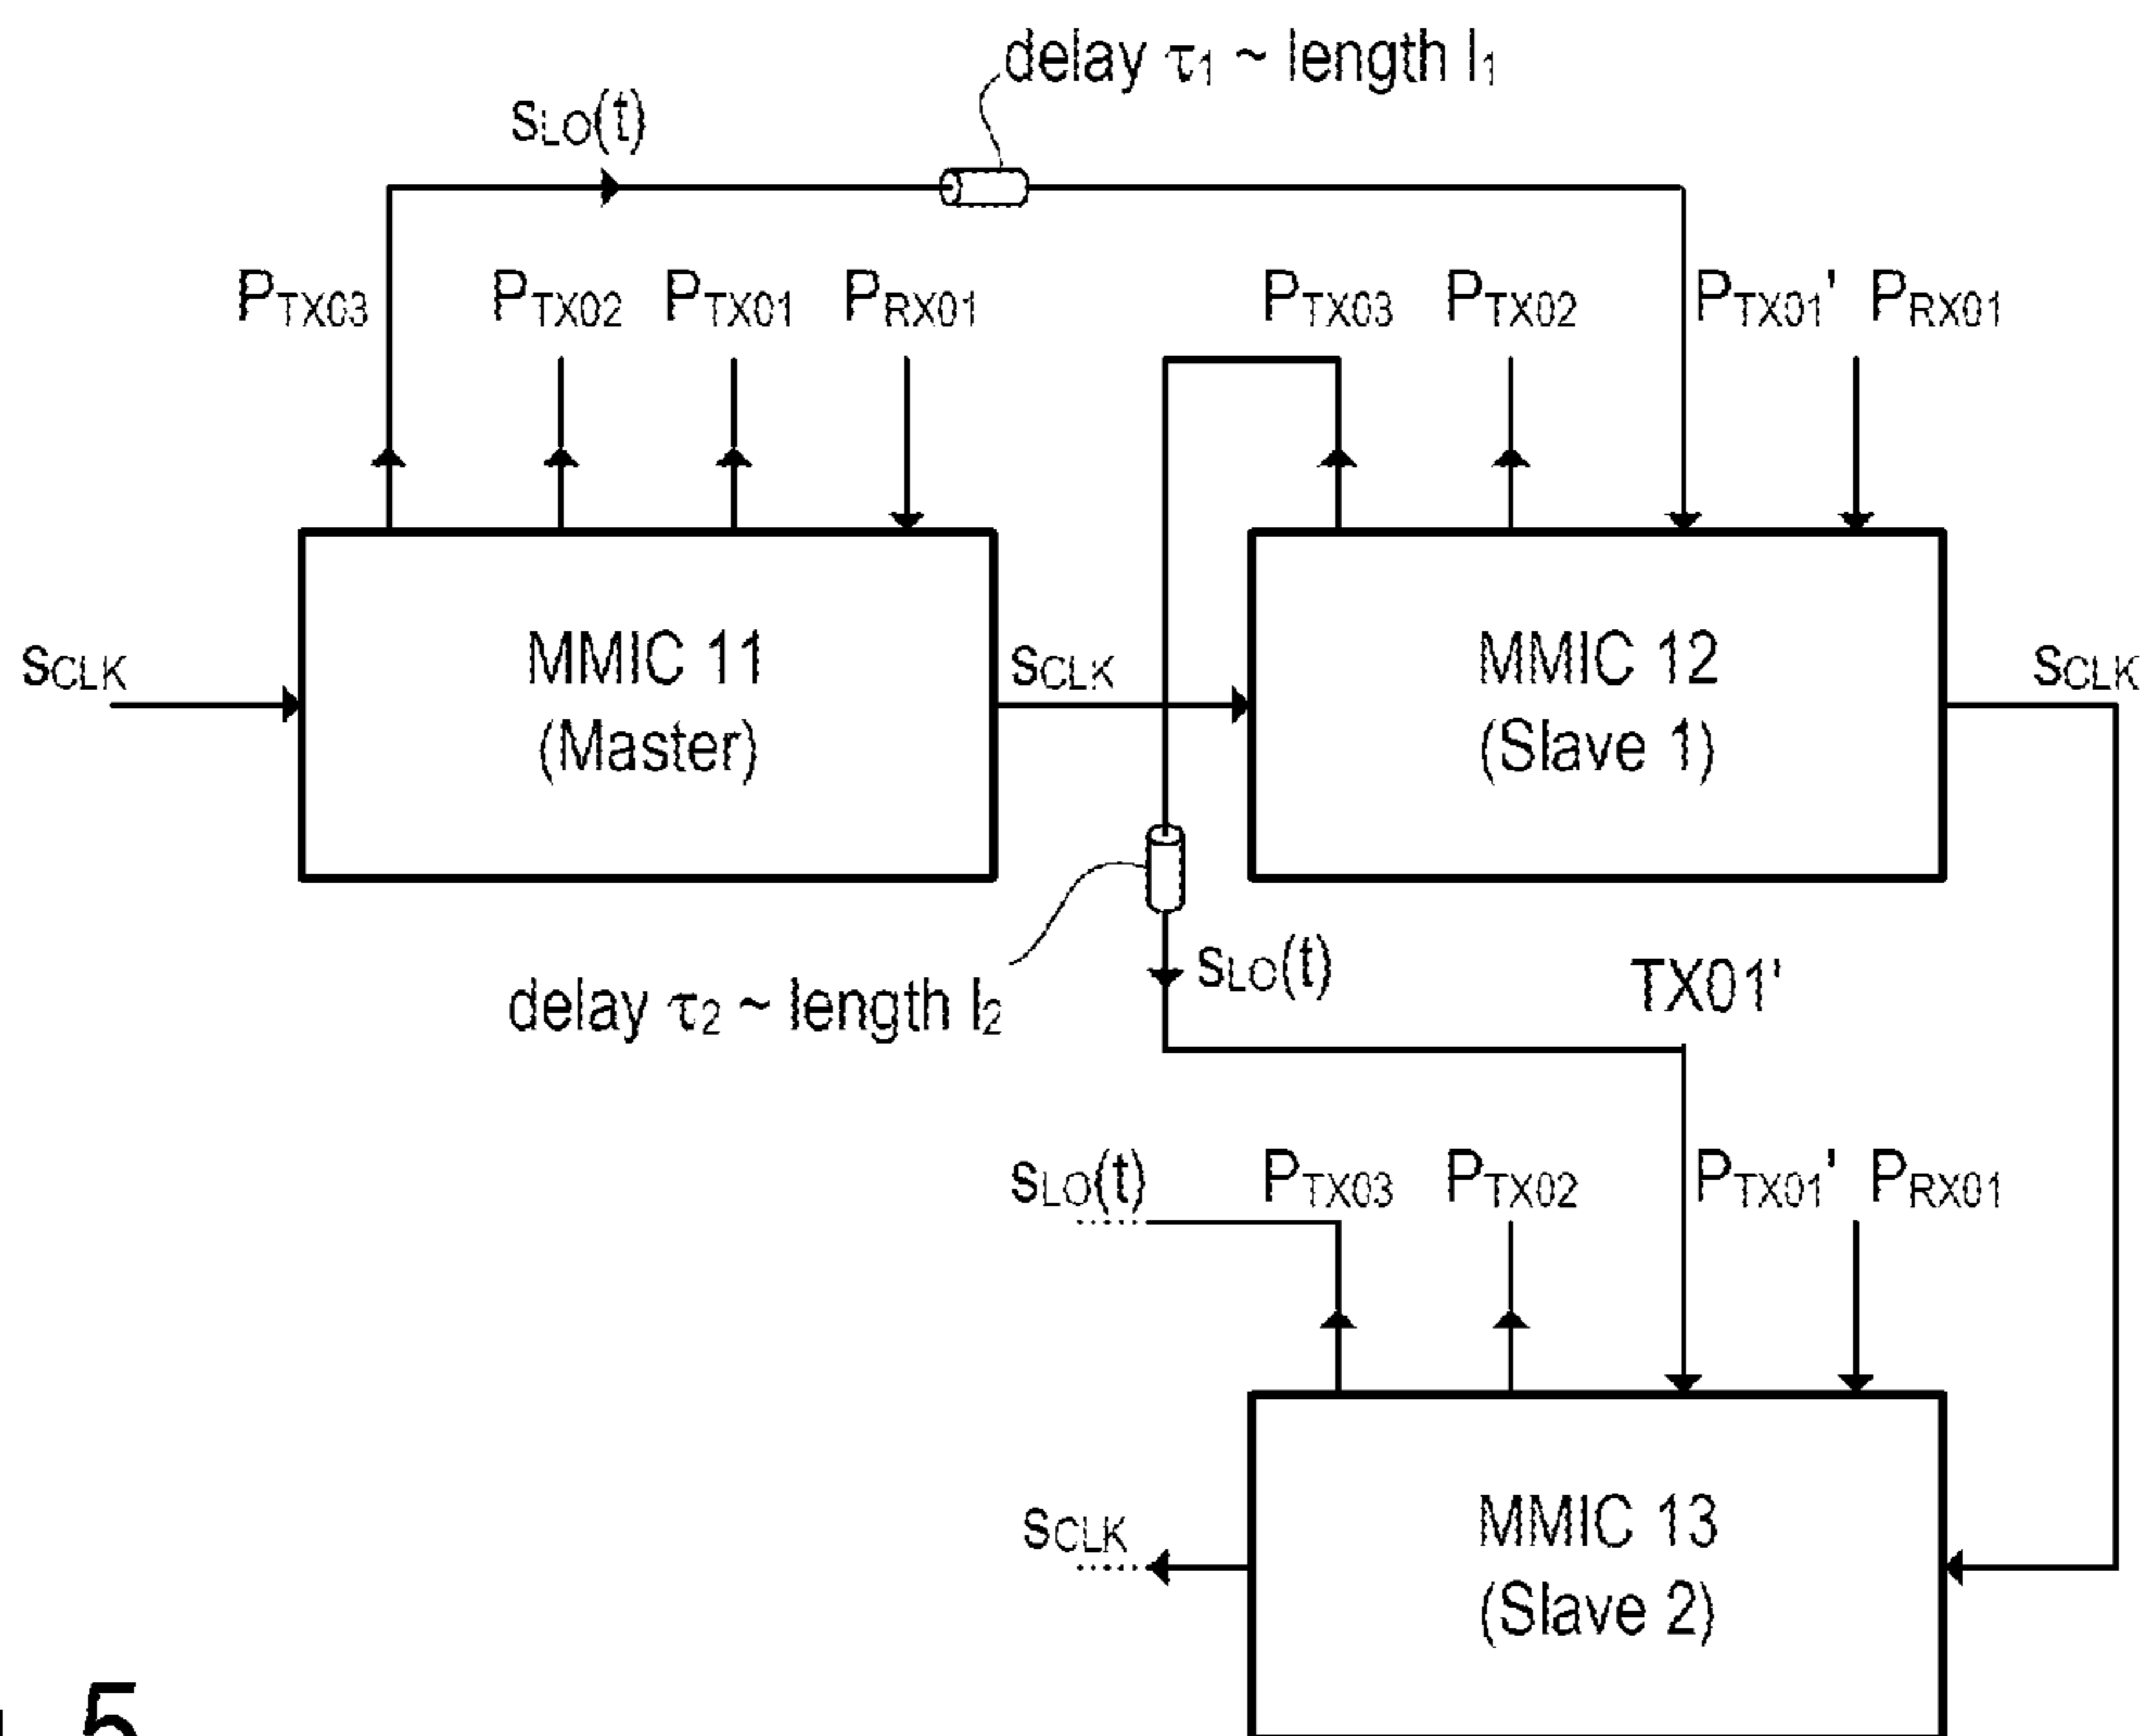 delay τ₁ ~ length l₁
sLO(t)
PTX03 PTX02 PTX01 PRX01 PTX03 PTX02 PTX01' PRX01
sCLK MMIC 11 sCLK MMIC 12 sCLK
(Master) (Slave 1)
sLO(t) TX01'
delay τ₂ ~ length l₂
sLO(t) PTX03 PTX02 PTX01' PRX01
sCLK MMIC 13
(Slave 2)
5